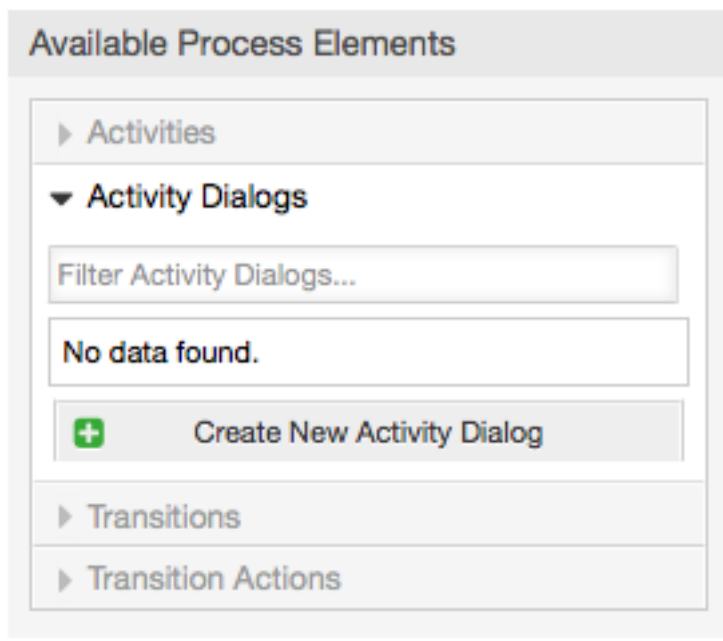 Available Process Elements
Activities
Activity Dialogs
Filter Activity Dialogs...
No data found.
Create New Activity Dialog
Transitions
Transition Actions